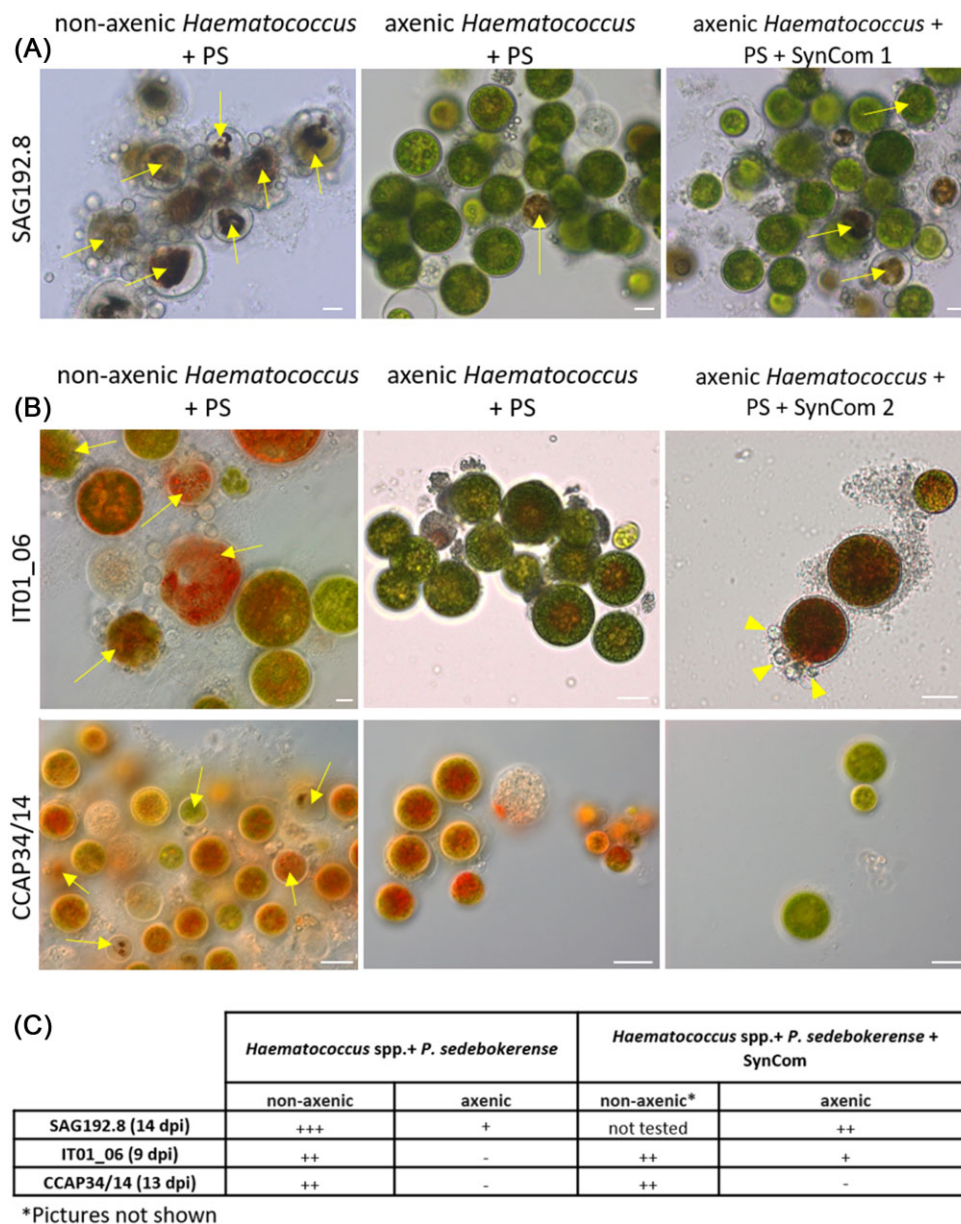 (A)
non-axenic Haematococcus
+ PS
axenic Haematococcus
+ PS
axenic Haematococcus +
PS + SynCom 1
SAG192.8
(B)
non-axenic Haematococcus
+ PS
axenic Haematococcus
+ PS
axenic Haematococcus +
PS + SynCom 2
IT01_06
CCAP34/14
(C)
Haematococcus spp.+ P. sedebokerense
Haematococcus spp.+ P. sedebokerense +
SynCom
non-axenic axenic non-axenic* axenic
SAG192.8 (14 dpi) +++ + not tested ++
IT01_06 (9 dpi) ++ - ++ +
CCAP34/14 (13 dpi) ++ - ++ -
*Pictures not shown